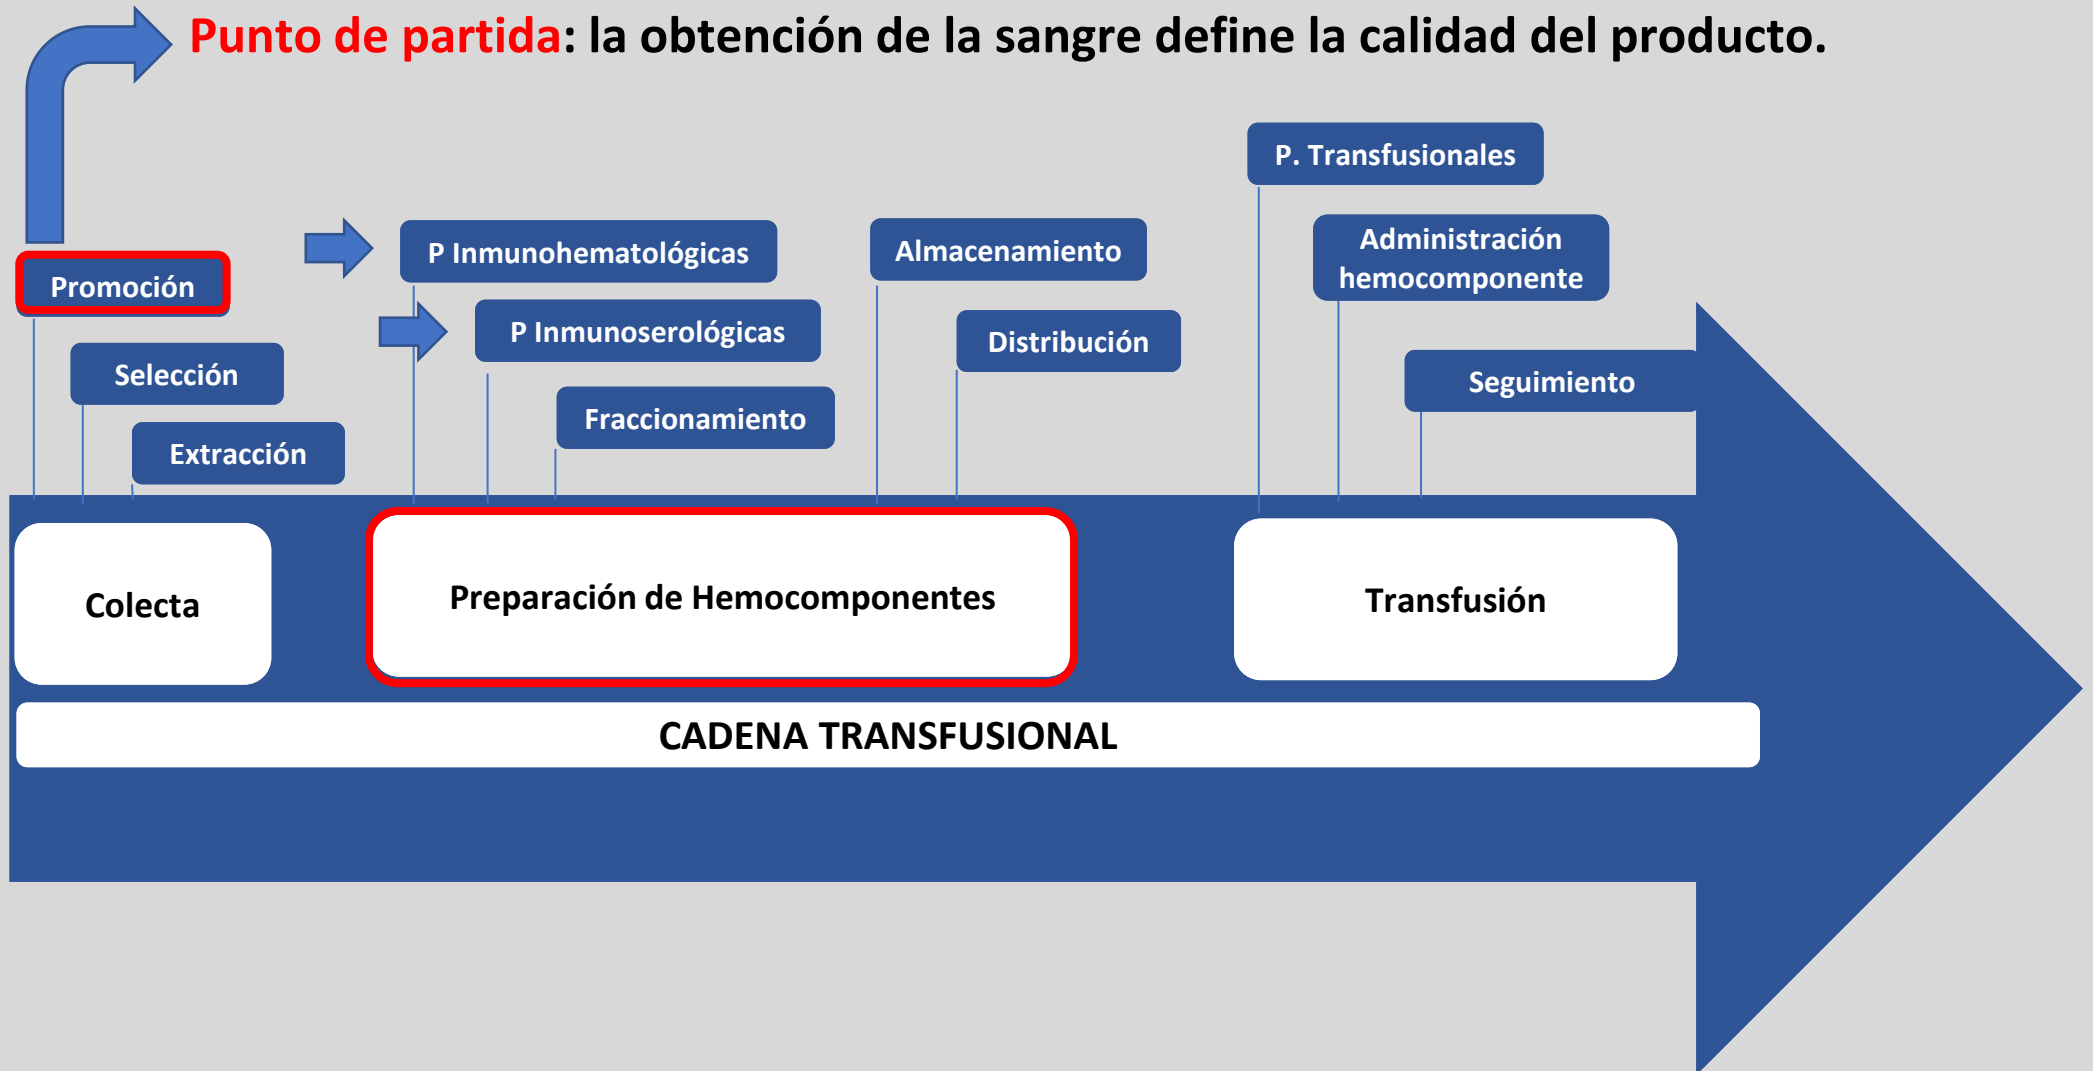 Punto de partida: la obtención de la sangre define la calidad del producto.
Promoción
Selección
Extracción
P Inmunohematológicas
P Inmunoserológicas
Fraccionamiento
Almacenamiento
Distribución
P. Transfusionales
Administración
hemocomponente
Seguimiento
Colecta
Preparación de Hemocomponentes
Transfusión
CADENA TRANSFUSIONAL